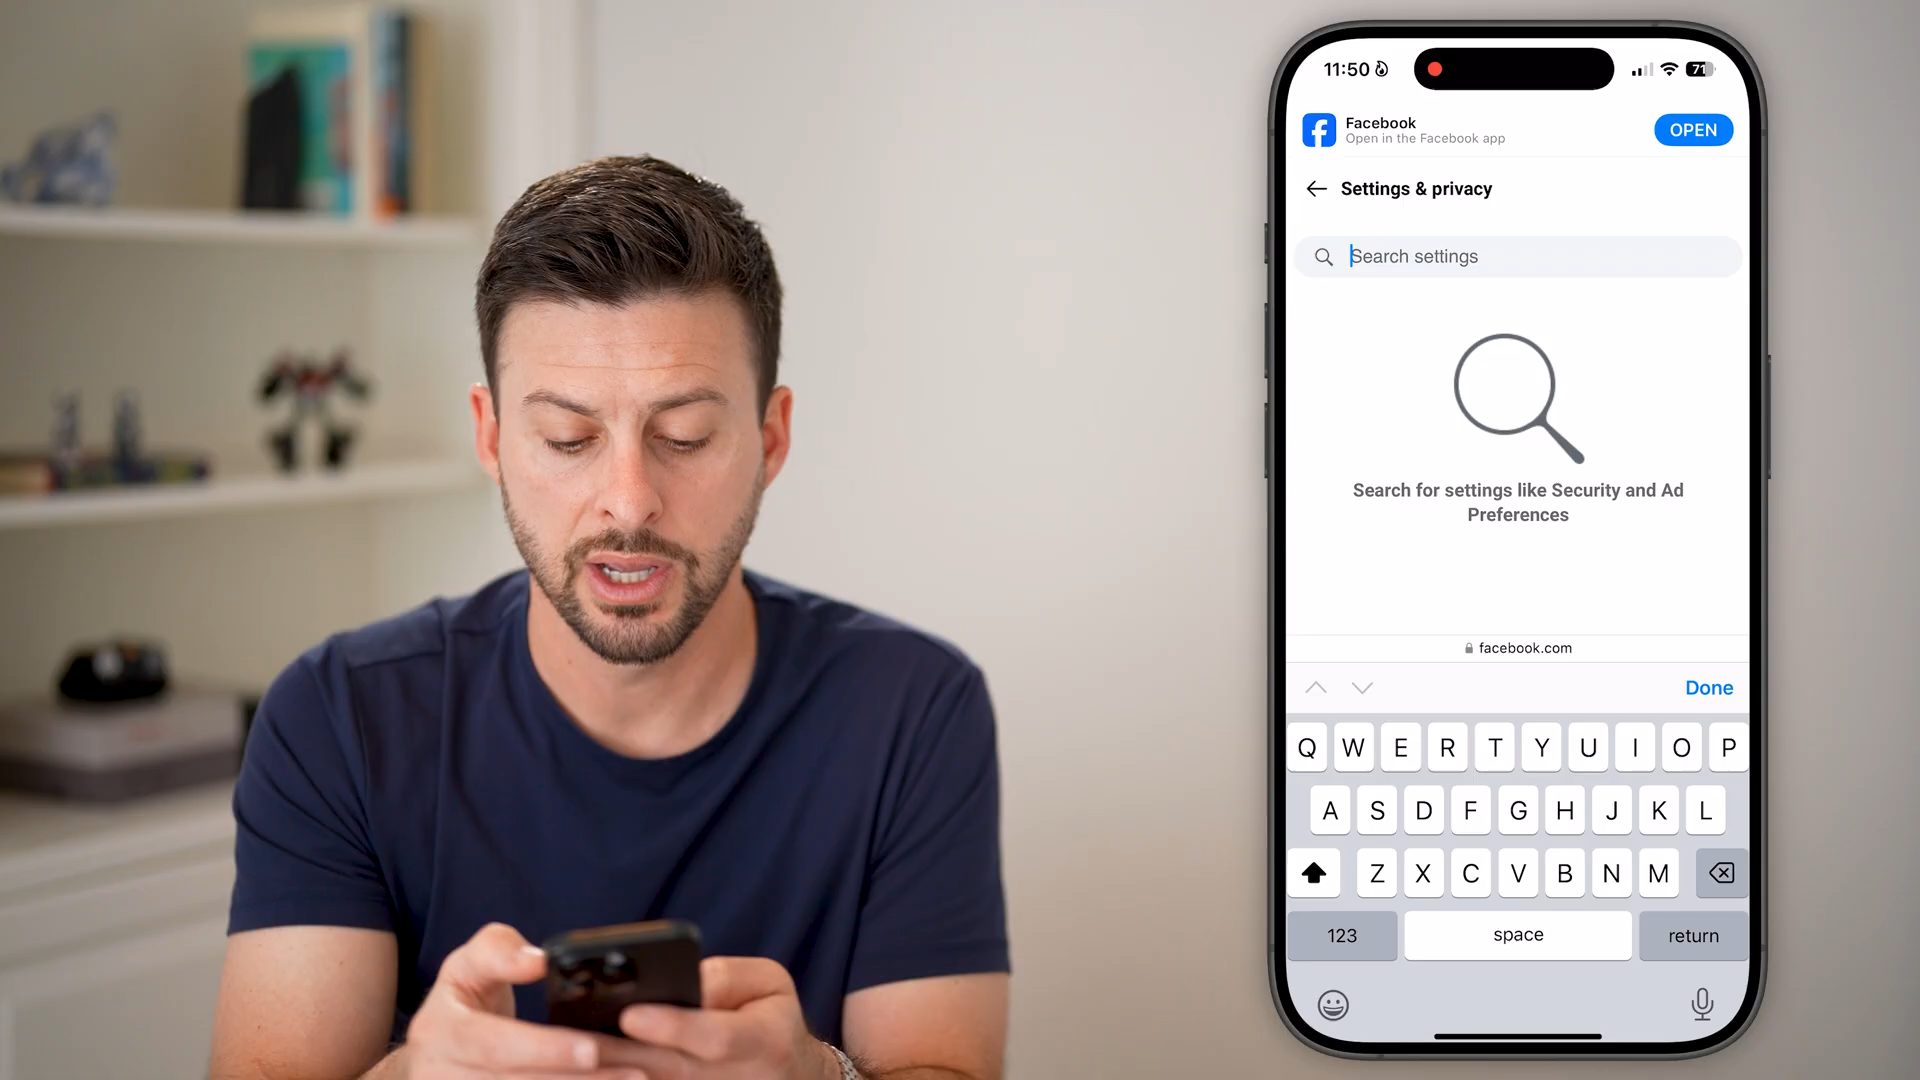 11:50
71
Facebook
Open in the Facebook app
OPEN
Settings & privacy
Search settings
Search for settings like Security and Ad
Preferences
facebook.com
Done
Q W E R T Y U I O P
A S D F G H J K L
Z X C V B N M
123
space
return